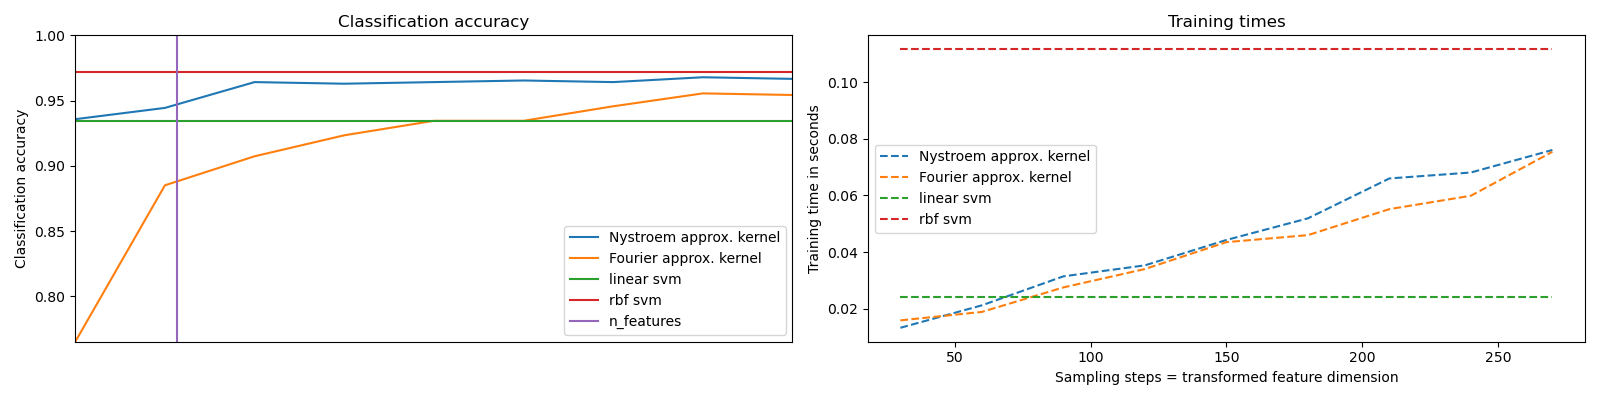 Classification accuracy
1.00
0.95
0.90
0.85
0.80
Classification accuracy
Nystroem approx. kernel
Fourier approx. kernel
linear svm
rbf svm
n_features
Training times
0.10
0.08
0.06
0.04
0.02
Training time in seconds
Nystroem approx. kernel
Fourier approx. kernel
linear svm
rbf svm
50 100 150 200 250
Sampling steps = transformed feature dimension